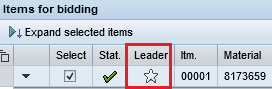 Items for bidding
Expand selected items
Select Stat. Leader Itm. Material
00001 8173659